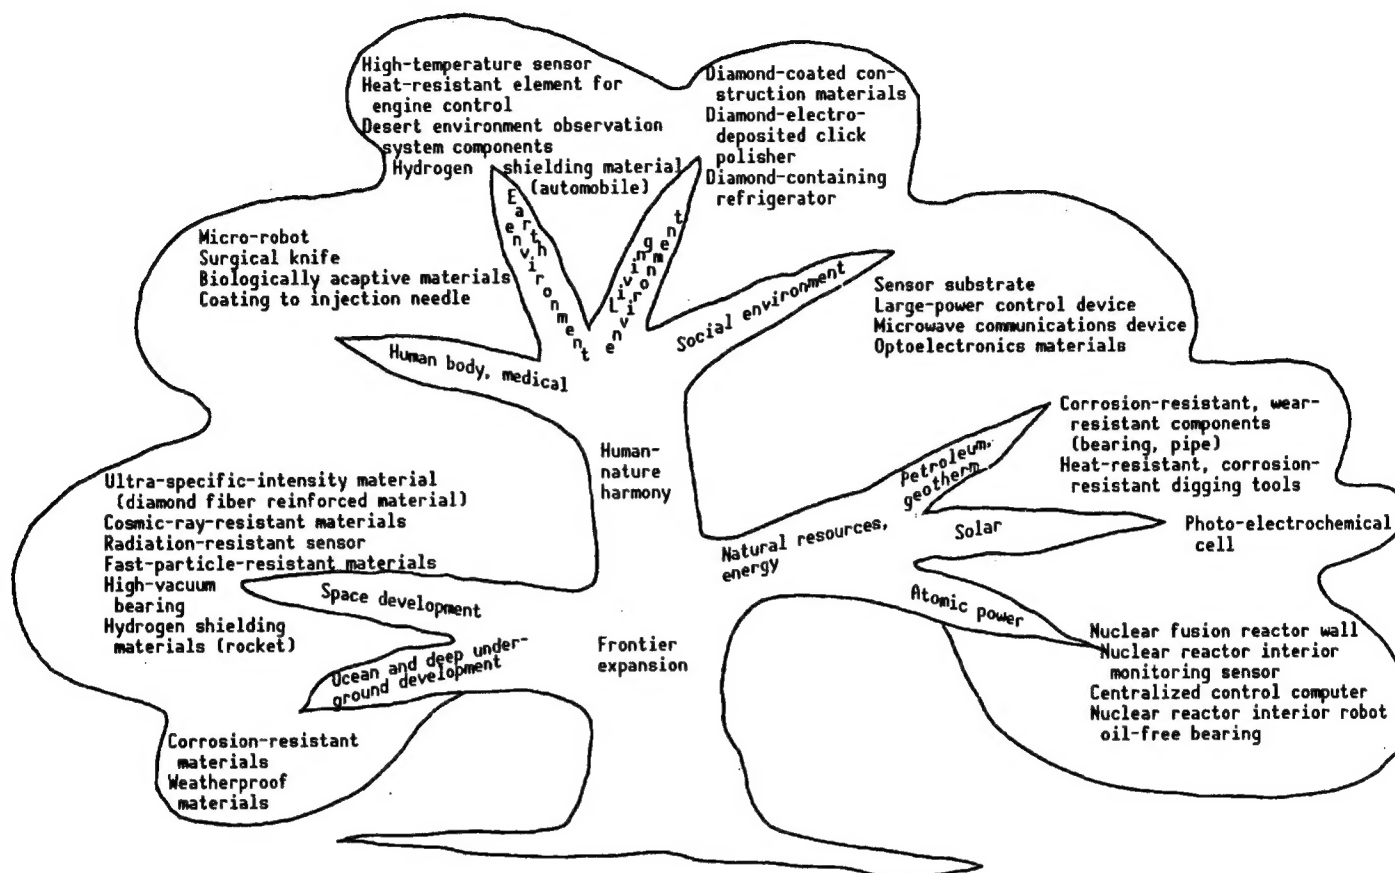 High-temperature sensor
Heat-resistant element for
engine control
Desert environment observation
system components
Hydrogen shielding material
(automobile)
Diamond-coated con-
struction materials
Diamond-electro-
deposited click
polisher
Diamond-containing
refrigerator
Micro-robot
Surgical knife
Biologically acaptive materials
Coating to injection needle
Earth
environment
Living
environment
Social environment
Human body, medical
Sensor substrate
Large-power control device
Microwave communications device
Optoelectronics materials
Human-
nature
harmony
Petroleum,
geotherm
Corrosion-resistant, wear-
resistant components
(bearing, pipe)
Heat-resistant, corrosion-
resistant digging tools
Ultra-specific-intensity material
(diamond fiber reinforced material)
Cosmic-ray-resistant materials
Radiation-resistant sensor
Fast-particle-resistant materials
High-vacuum
bearing
Hydrogen shielding
materials (rocket)
Space development
Natural resources,
energy
Solar
Photo-electrochemical
cell
Atomic power
Ocean and deep under-
ground development
Frontier
expansion
Nuclear fusion reactor wall
Nuclear reactor interior
monitoring sensor
Centralized control computer
Nuclear reactor interior robot
oil-free bearing
Corrosion-resistant
materials
Weatherproof
materials